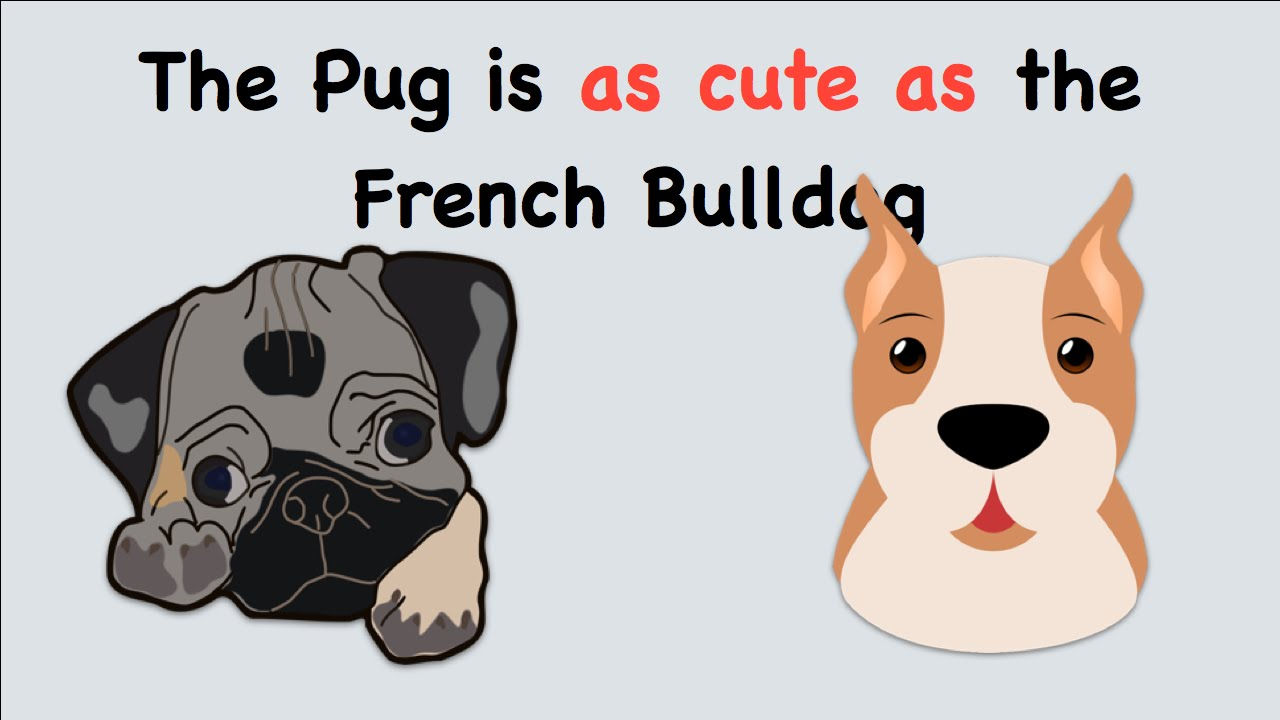 The Pug is as cute as the
French Bulldog